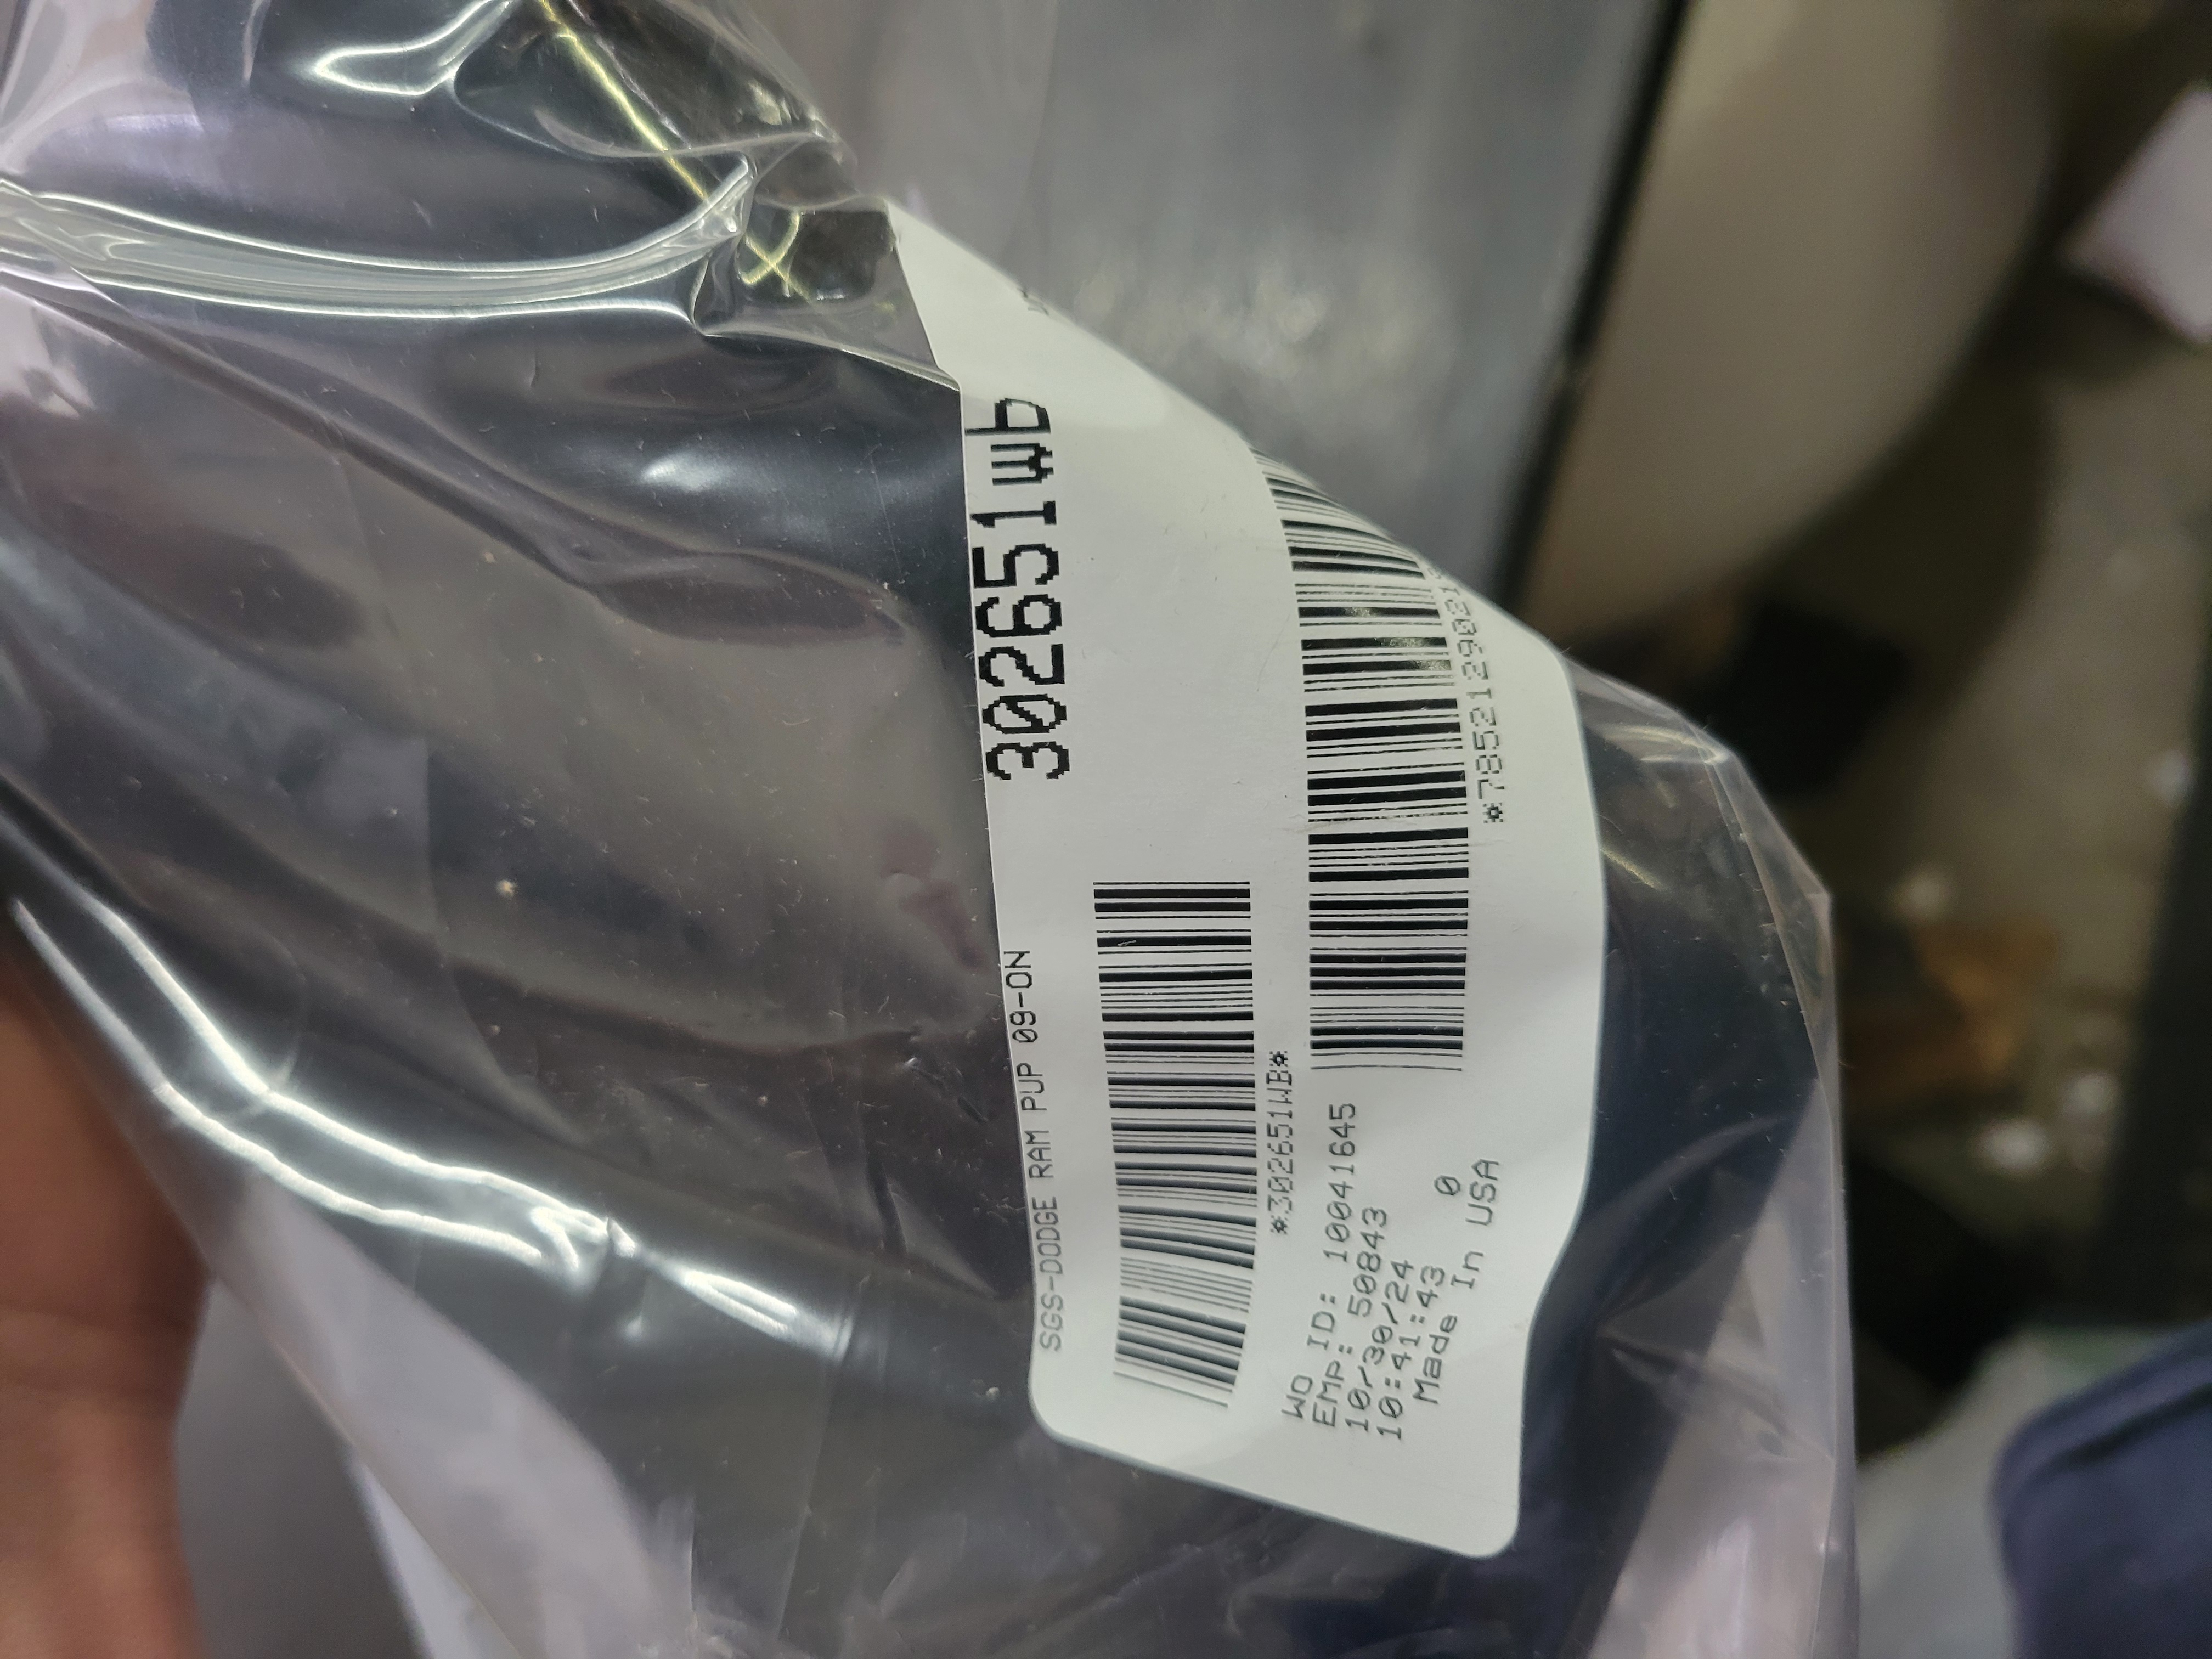 302651wb
SGS-DODGE RAM PUP 09-ON
*302651WB*
*78501290021
WO ID: 10041645
EMP: 50843
10/30/24
10:41:43 0
Made In USA